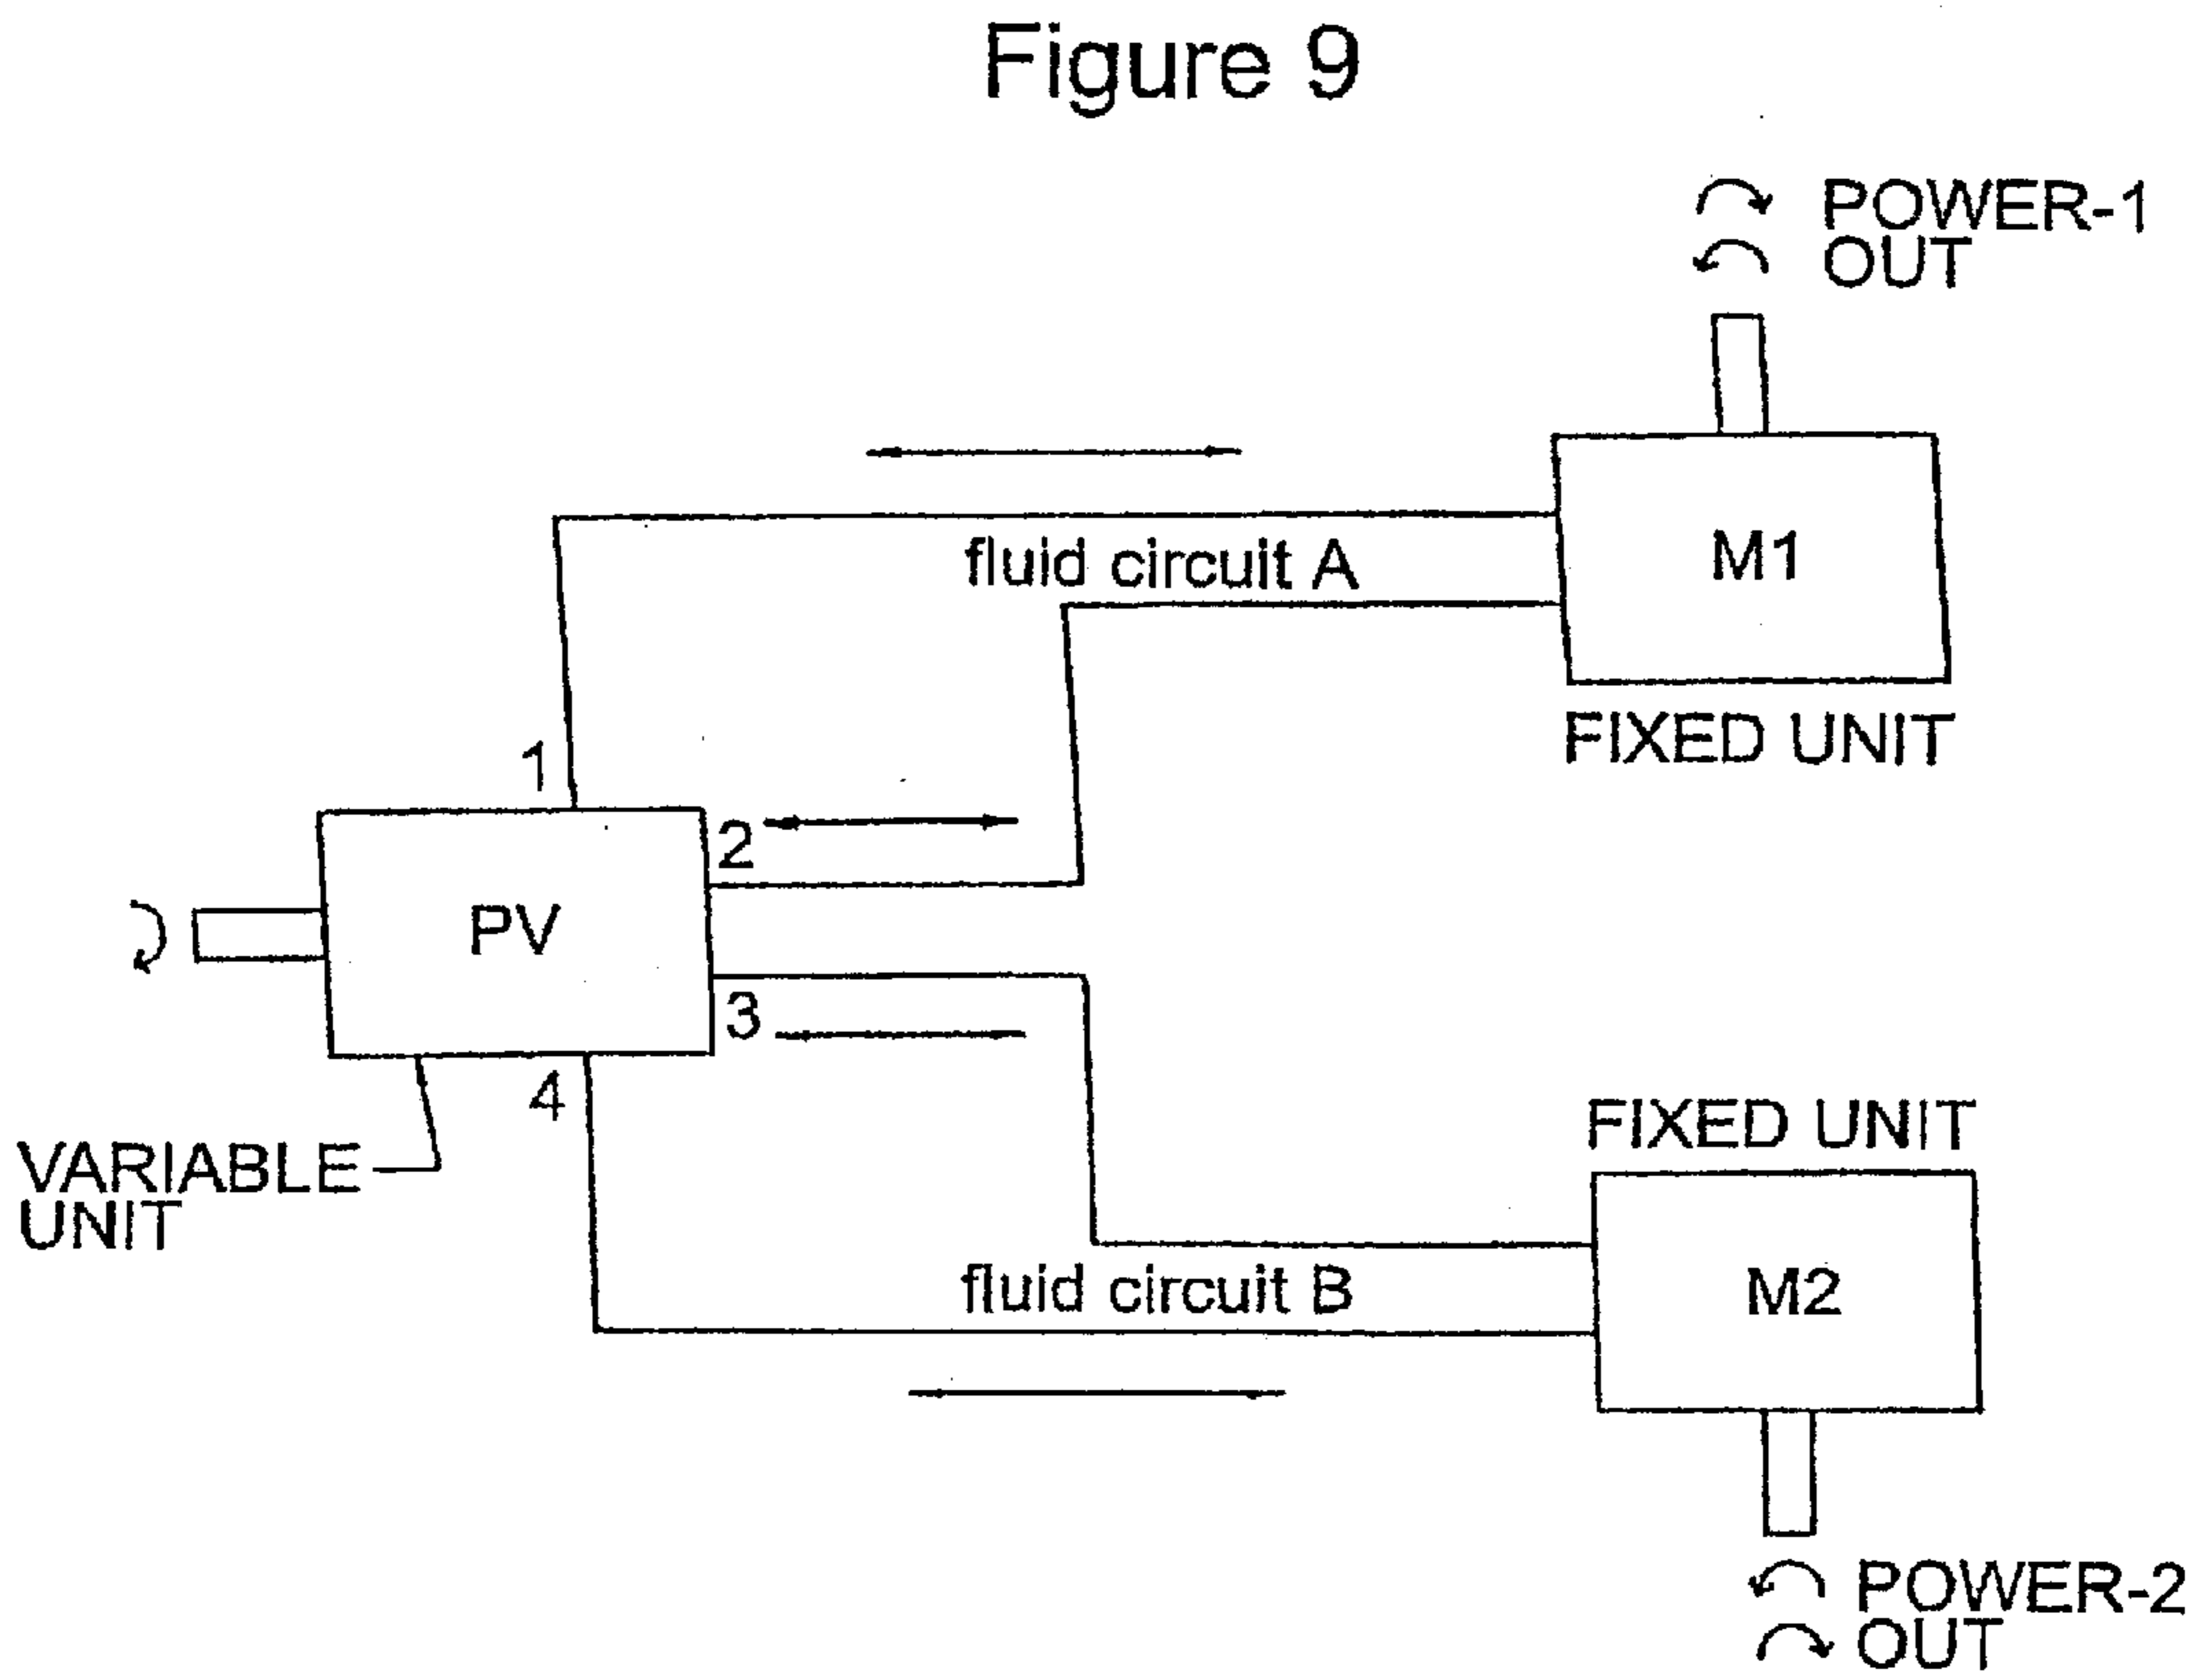 Figure 9
POWER-1
OUT
fluid circuit A
M1
FIXED UNIT
1
2
PV
3
4
VARIABLE
UNIT
FIXED UNIT
fluid circuit B
M2
POWER-2
OUT